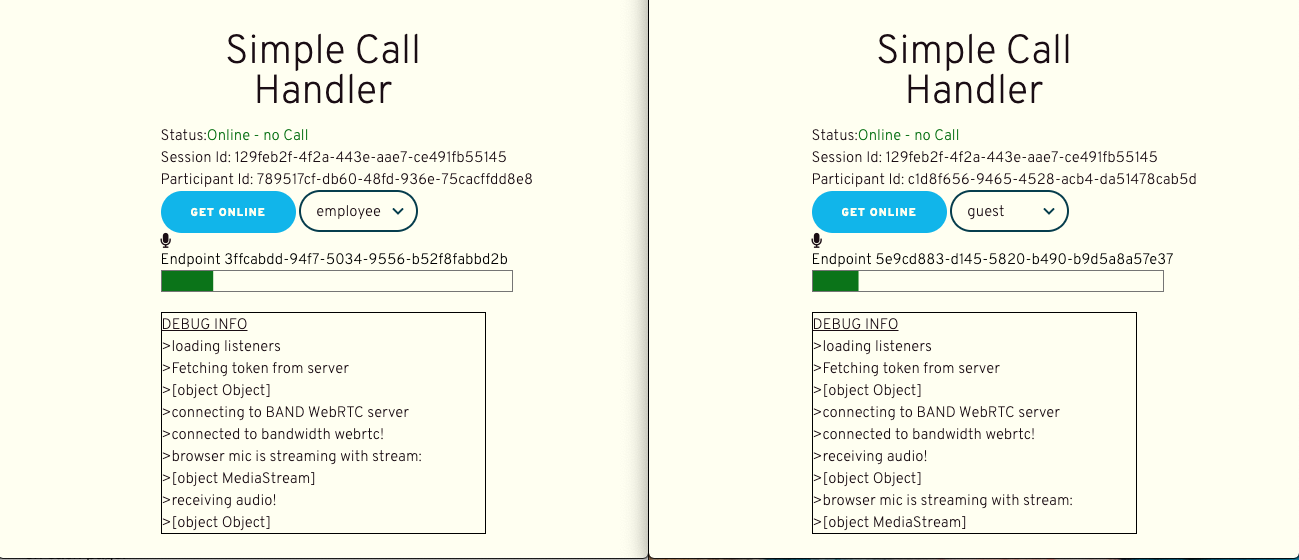 Simple Call
Handler
Status:Online - no Call
Session Id: 129feb2f-4f2a-443e-aae7-ce491fb55145
Participant Id: 789517cf-db60-48fd-936e-75cacffdd8e8
GET ONLINE
employee
Endpoint 3ffcabdd-94f7-5034-9556-b52f8fabbd2b
DEBUG INFO
>loading listeners
>Fetching token from server
>[object Object]
>connecting to BAND WebRTC server
>connected to bandwidth webrtc!
>browser mic is streaming with stream:
>[object MediaStream]
>receiving audio!
>[object Object]
Simple Call
Handler
Status:Online - no Call
Session Id: 129feb2f-4f2a-443e-aae7-ce491fb55145
Participant Id: c1d8f656-9465-4528-acb4-da51478cab5d
GET ONLINE
guest
Endpoint 5e9cd883-d145-5820-b490-b9d5a8a57e37
DEBUG INFO
>loading listeners
>Fetching token from server
>[object Object]
>connecting to BAND WebRTC server
>connected to bandwidth webrtc!
>receiving audio!
>[object Object]
>browser mic is streaming with stream:
>[object MediaStream]